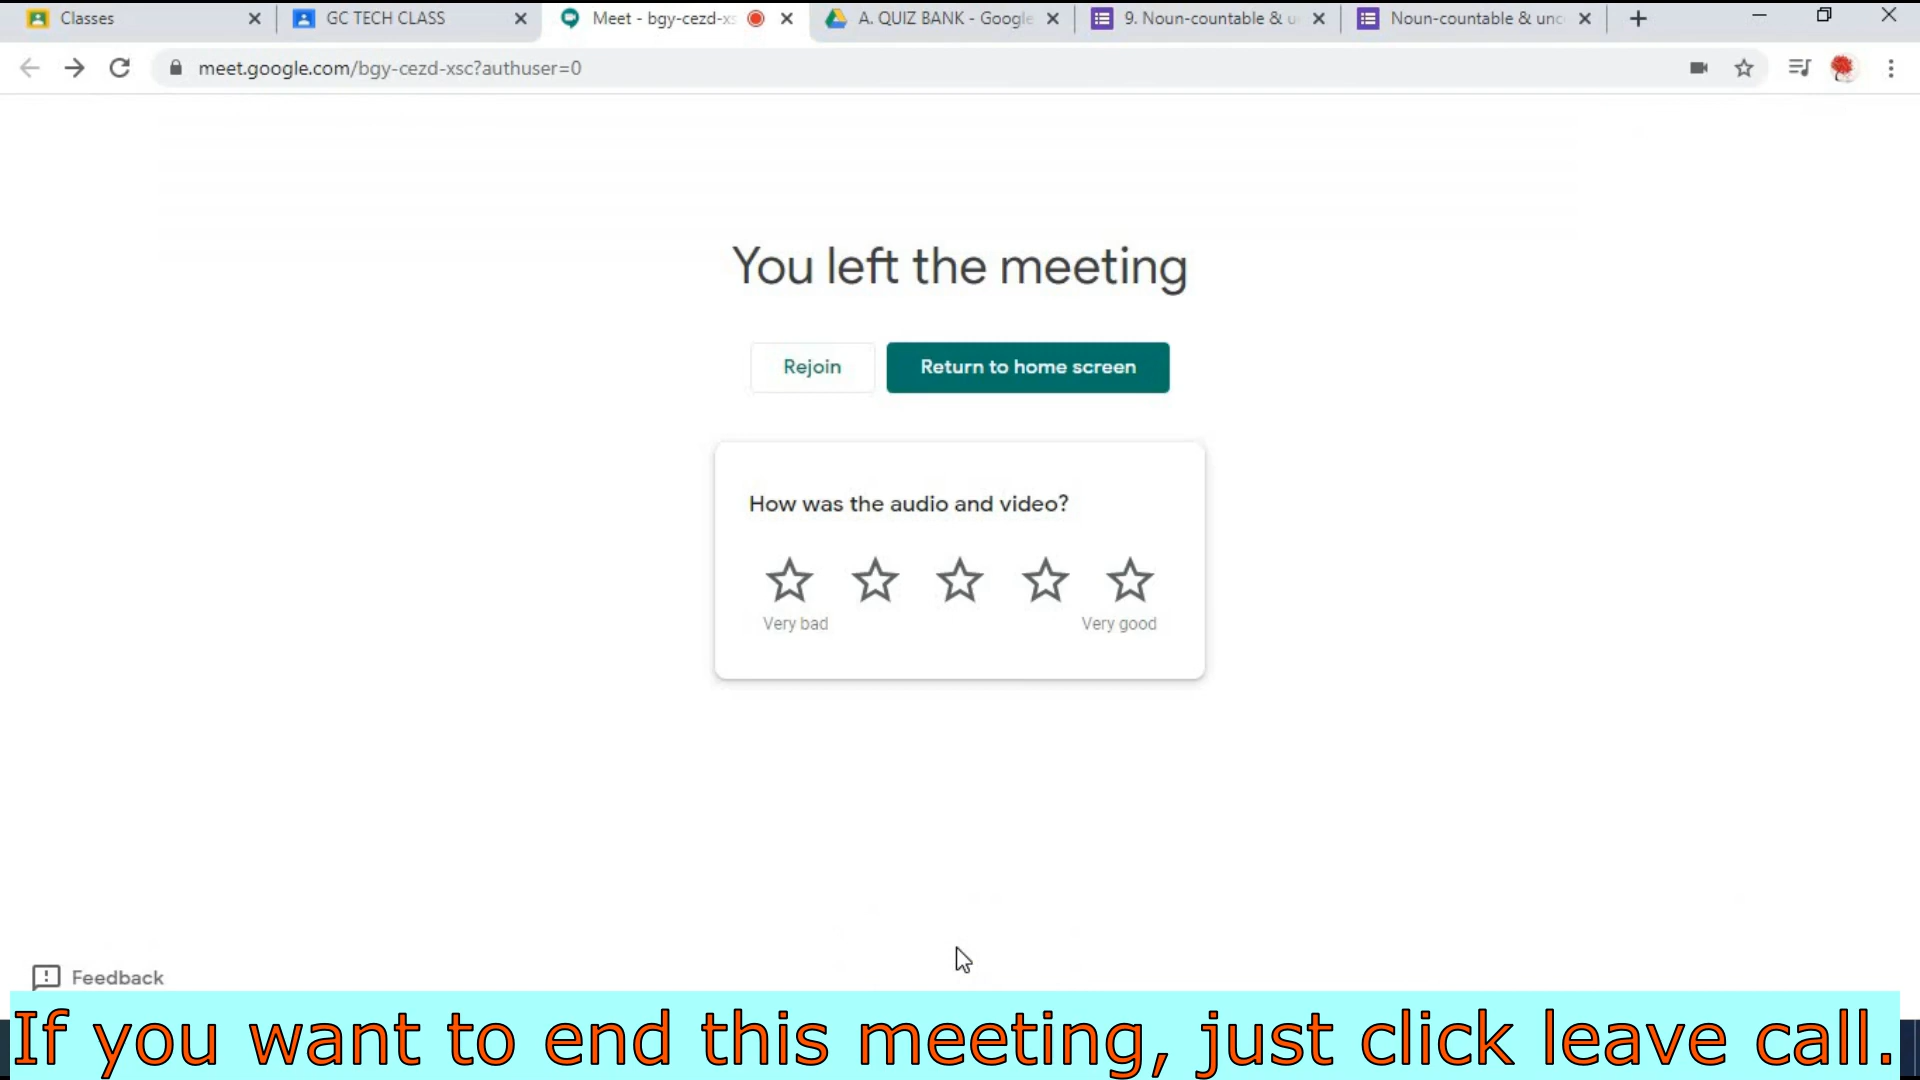 Classes
GC TECH CLASS
Meet - bgy-cezd-xs
A. QUIZ BANK - Google
9. Noun-countable & u
Noun-countable & unc
meet.google.com/bgy-cezd-xsc?authuser=0
You left the meeting
Rejoin
Return to home screen
How was the audio and video?
Very bad
Very good
Feedback
If you want to end this meeting, just click leave call.